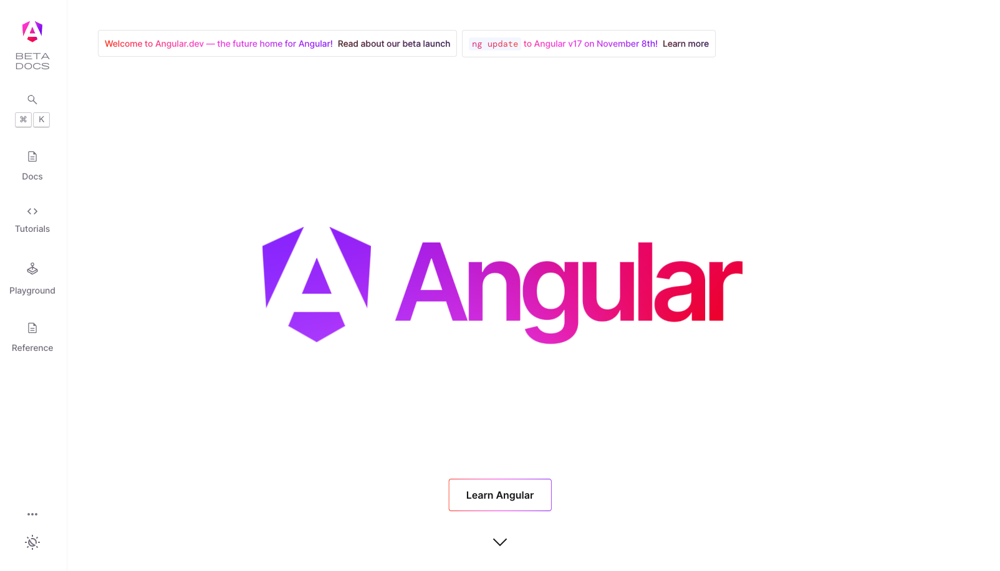 BETA
DOCS
⌘ K
Docs
Tutorials
Playground
Reference
Welcome to Angular.dev — the future home for Angular! Read about our beta launch
ng update to Angular v17 on November 8th! Learn more
Angular
Learn Angular